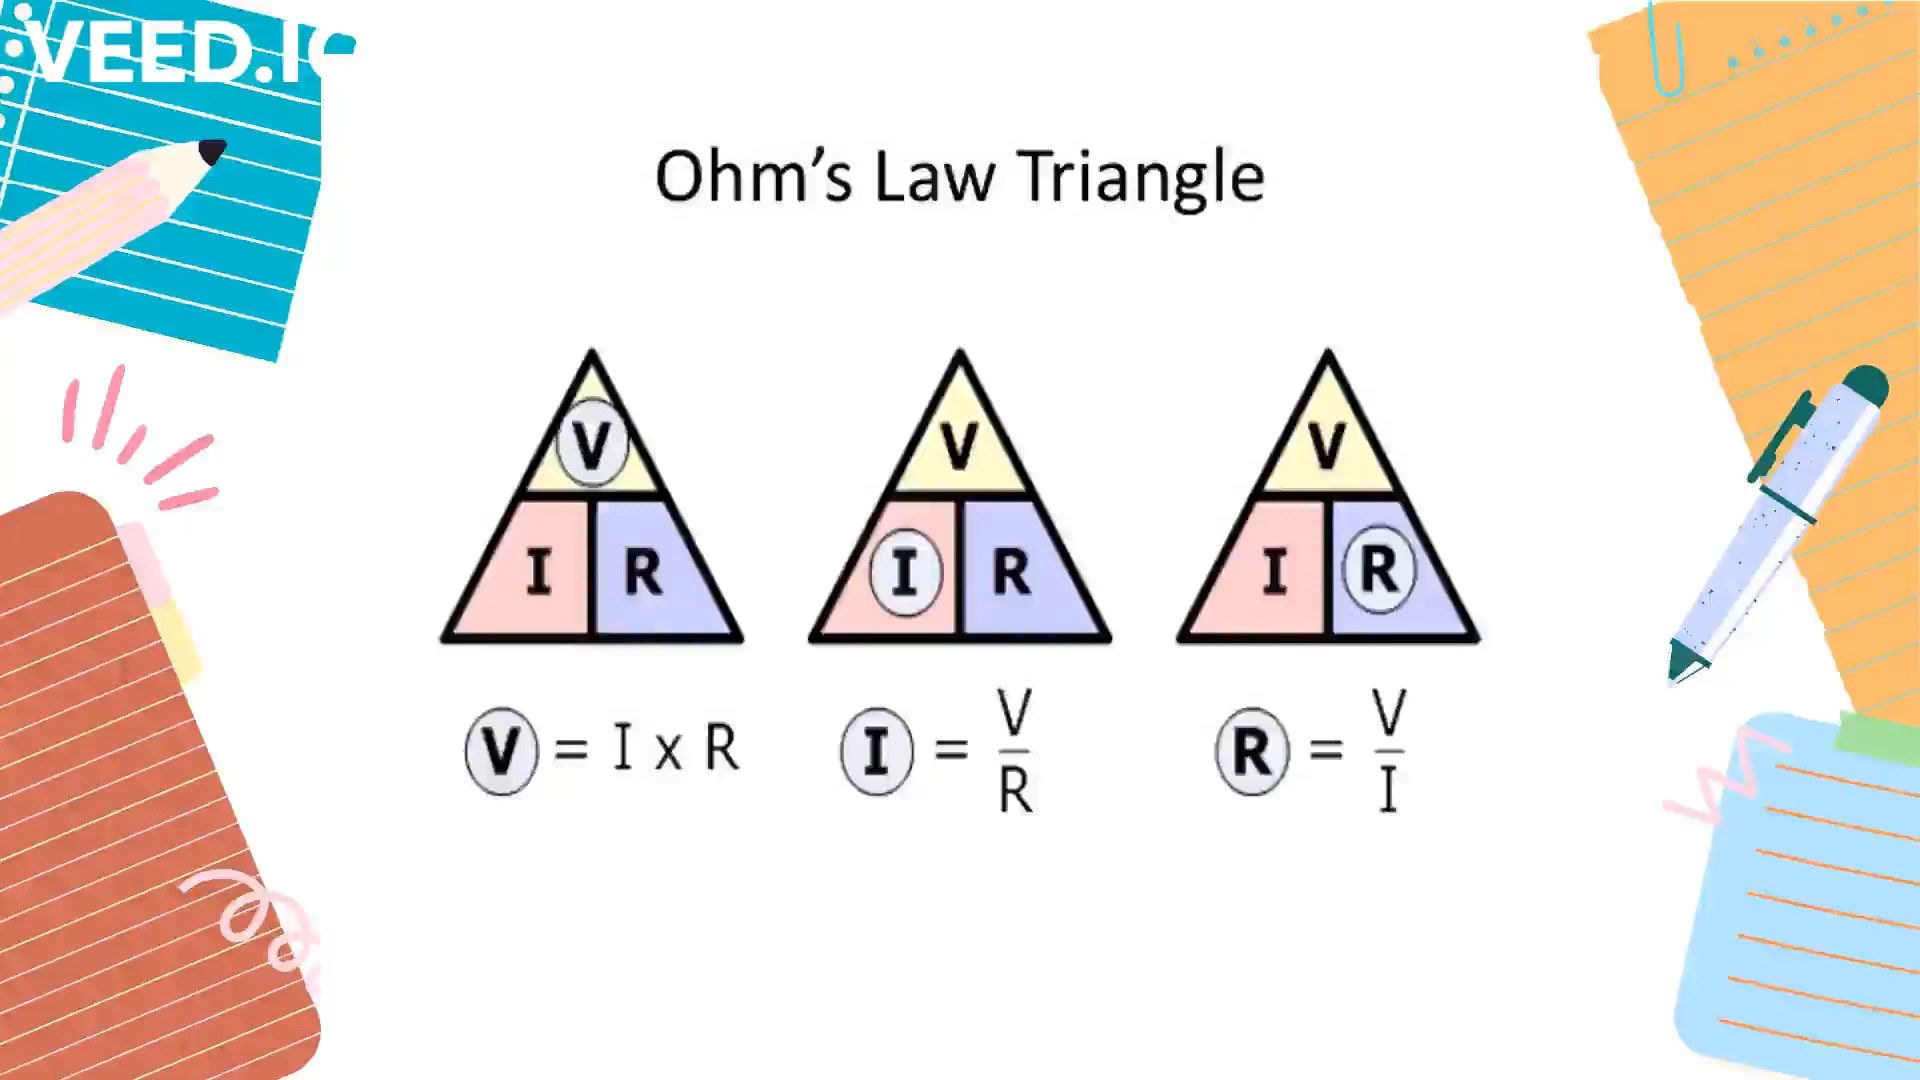 VEED.IO
Ohm’s Law Triangle
V
I R
V
I R
V
I R
V = I x R
I = V
R
R = V
I